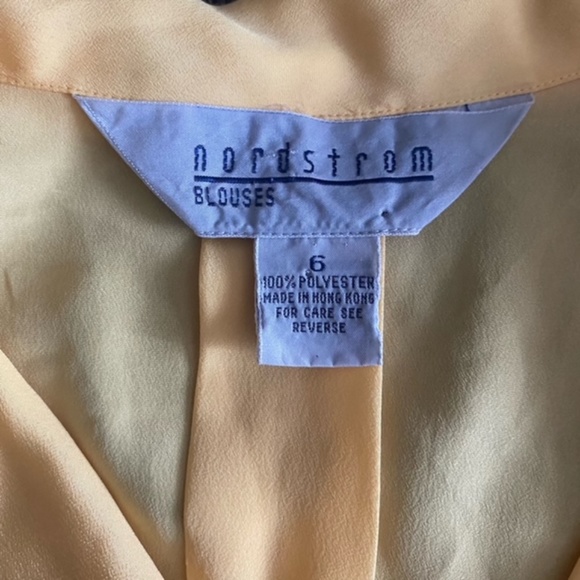 nordstrom
BLOUSES
6
100% POLYESTER
MADE IN HONG KONG
FOR CARE SEE
REVERSE